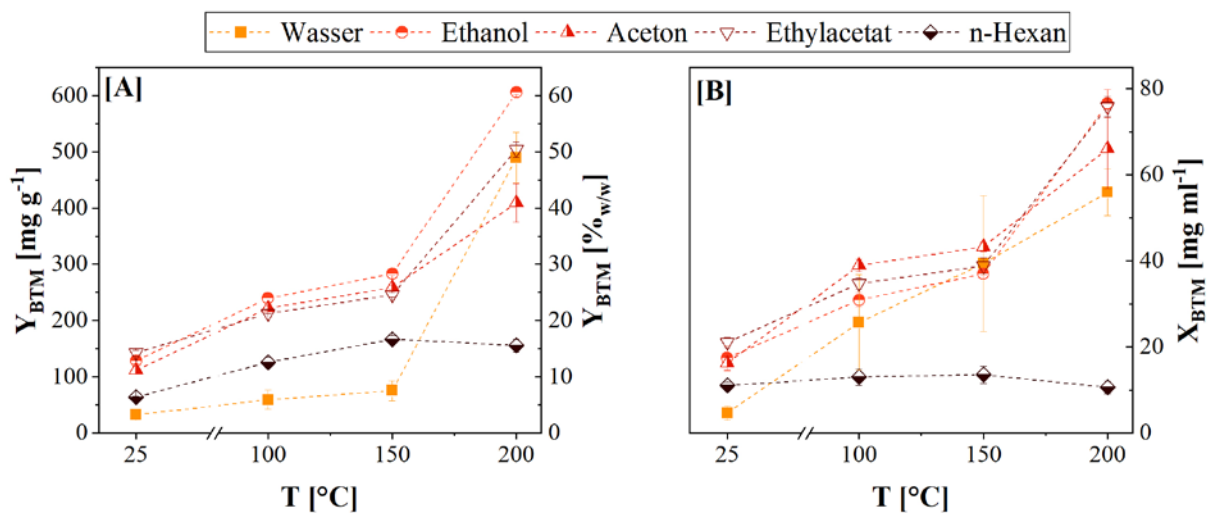 Wasser Ethanol Aceton Ethylacetat n-Hexan
[A]
Y_BTM [mg g⁻¹]
600
500
400
300
200
100
0
60
50
40
30
20
10
0
Y_BTM [%w/w]
25 100 150 200
T [°C]
[B]
80
60
40
20
0
X_BTM [mg ml⁻¹]
25 100 150 200
T [°C]